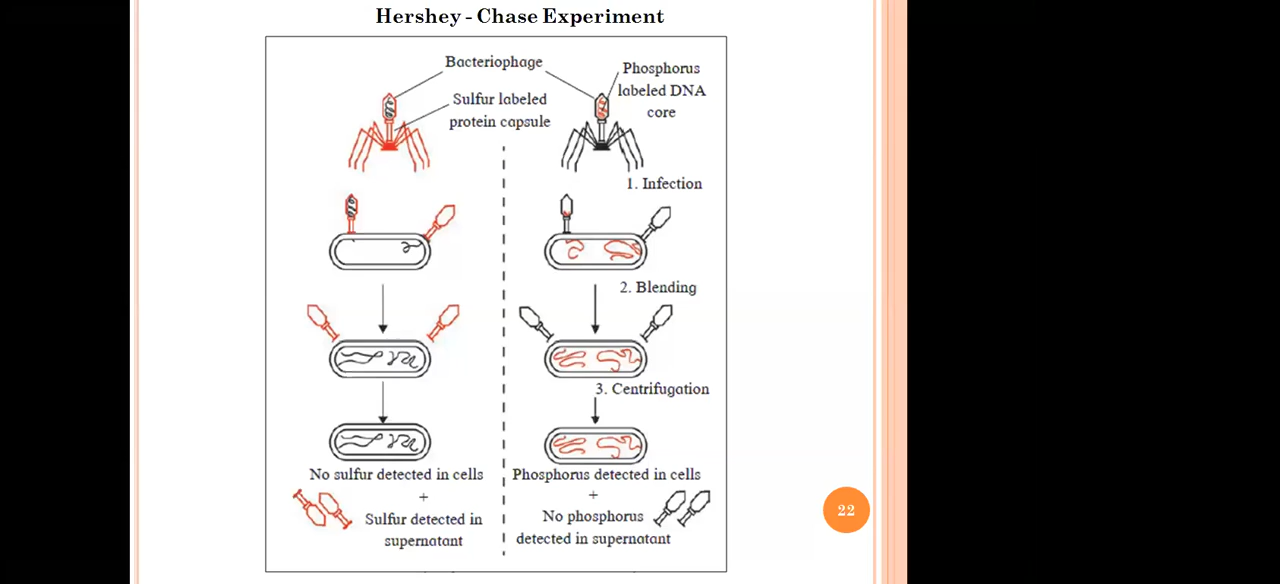 Hershey - Chase Experiment
Bacteriophage
Phosphorus
labeled DNA
core
Sulfur labeled
protein capsule
1. Infection
2. Blending
3. Centrifugation
No sulfur detected in cells
+
Sulfur detected in
supernatant
Phosphorus detected in cells
+
No phosphorus
detected in supernatant
22